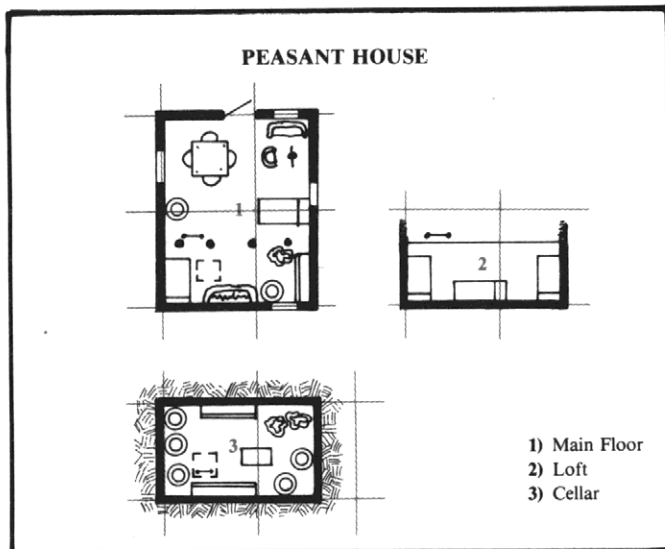 PEASANT HOUSE
1
2
3
1) Main Floor
2) Loft
3) Cellar